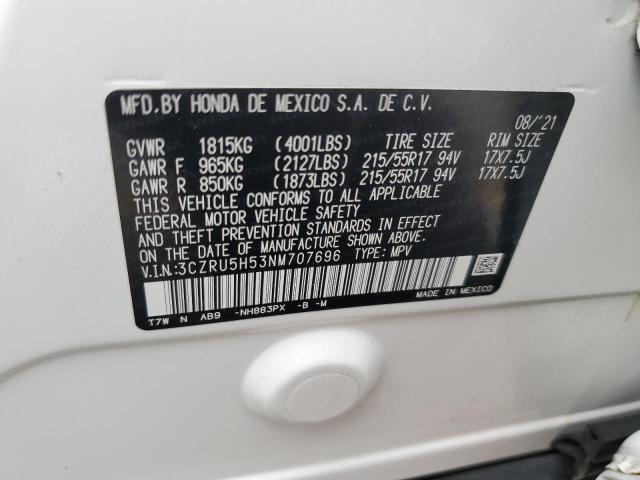 MFD.BY HONDA DE MEXICO S.A. DE C.V. 08/'21
GVWR 1815KG (4001LBS) TIRE SIZE RIM SIZE
GAWR F 965KG (2127LBS) 215/55R17 94V 17X7.5J
GAWR R 850KG (1873LBS) 215/55R17 94V 17X7.5J
THIS VEHICLE CONFORMS TO ALL APPLICABLE
FEDERAL MOTOR VEHICLE SAFETY
AND THEFT PREVENTION STANDARDS IN EFFECT
ON THE DATE OF MANUFACTURE SHOWN ABOVE.
V.I.N:3CZRU5H53NM707696 TYPE: MPV
T7W N AB9 -NH883PX -B -M MADE IN MEXICO